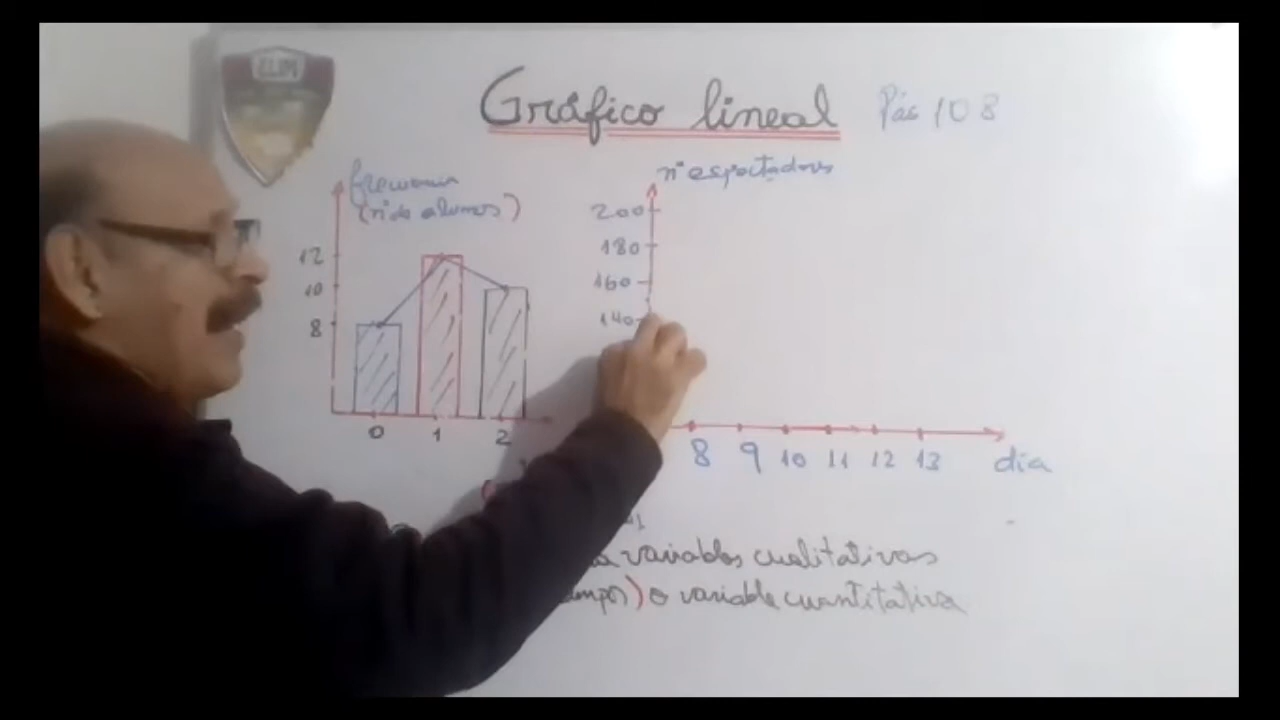 ELIM
Gráfico lineal Pág 108
frecuencia
(nº de alumnos)
12
10
8
0 1 2
nº espectadores
200
180
160
140
8 9 10 11 12 13 día
variables cualitativas
) o variable cuantitativa